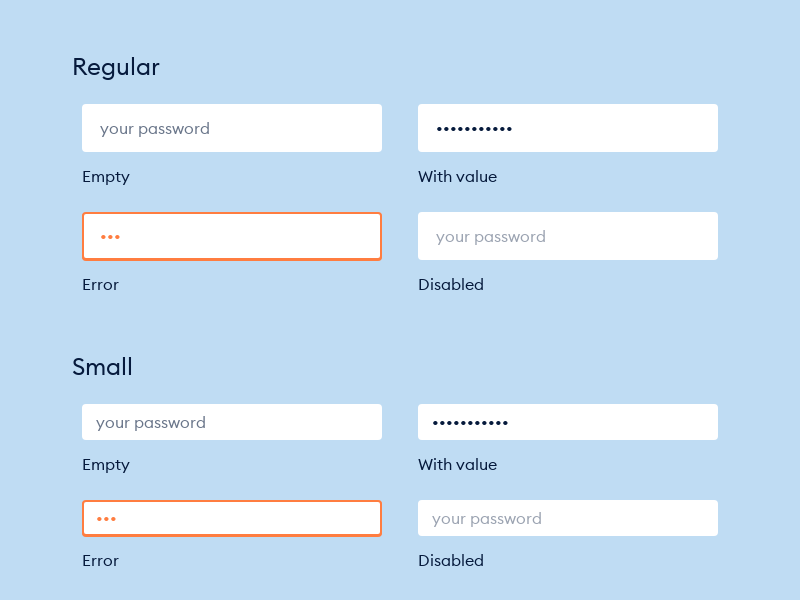 Regular
your password
•••••••••••
Empty
With value
•••
your password
Error
Disabled
Small
your password
•••••••••••
Empty
With value
•••
your password
Error
Disabled